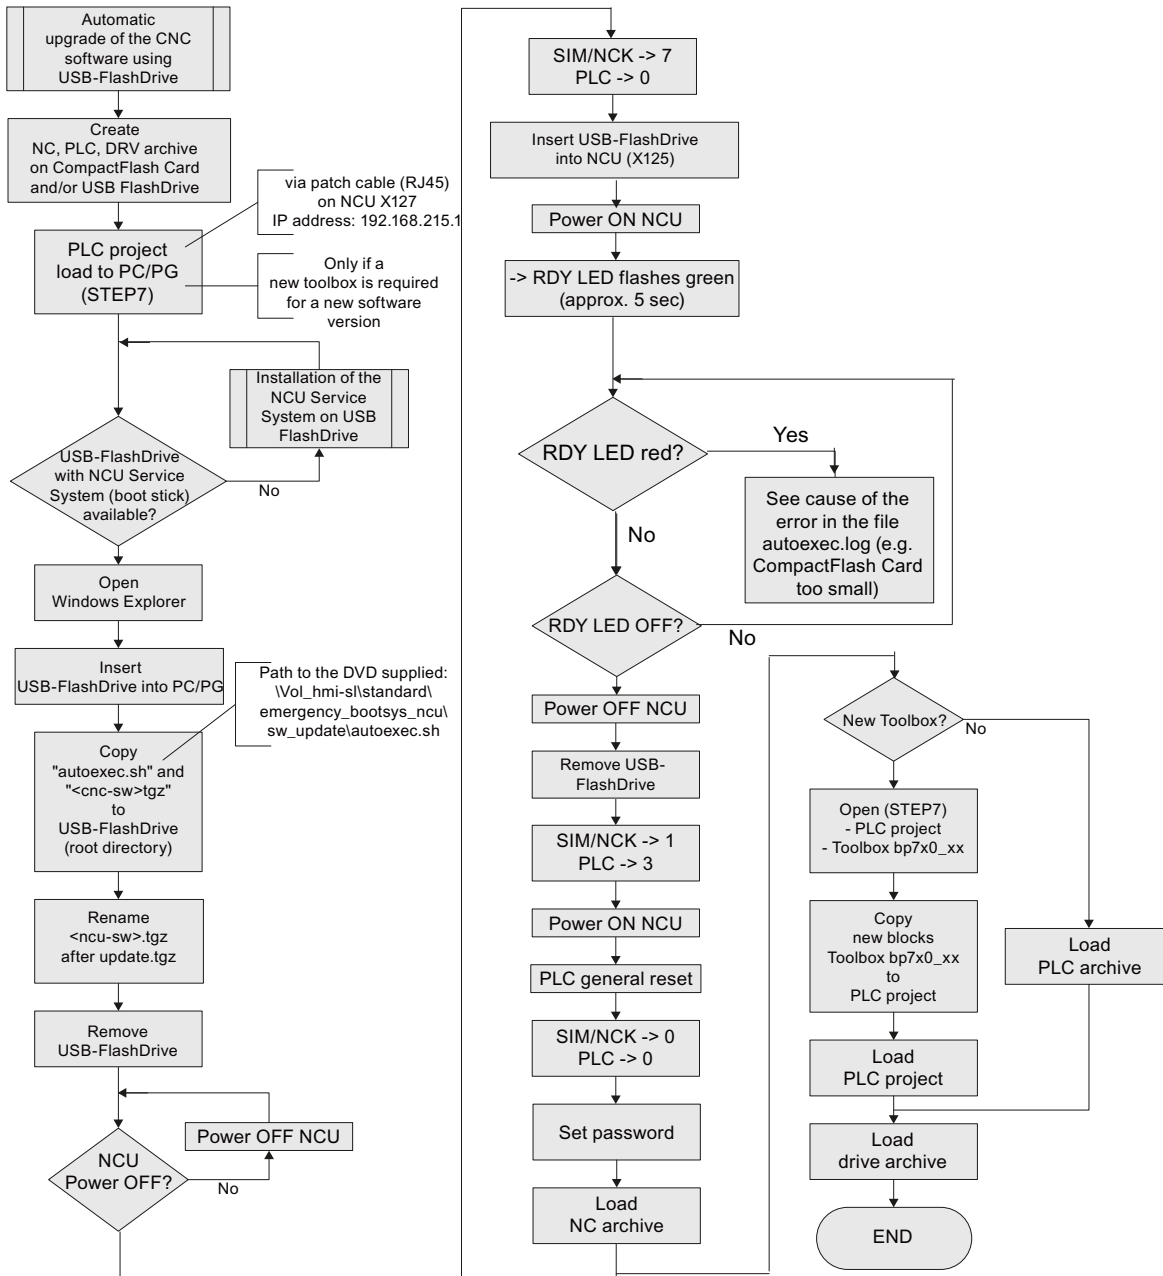 Automatic
upgrade of the CNC
software using
USB-FlashDrive
Create
NC, PLC, DRV archive
on CompactFlash Card
and/or USB FlashDrive
via patch cable (RJ45)
on NCU X127
IP address: 192.168.215.1
PLC project
load to PC/PG
(STEP7)
Only if a
new toolbox is required
for a new software
version
Installation of the
NCU Service
System on USB
FlashDrive
USB-FlashDrive
with NCU Service
System (boot stick)
available?
No
Open
Windows Explorer
Insert
USB-FlashDrive into PC/PG
Path to the DVD supplied:
\Vol_hmi-sl\standard\
emergency_bootsys_ncu\
sw_update\autoexec.sh
Copy
"autoexec.sh" and
"<cnc-sw>tgz"
to
USB-FlashDrive
(root directory)
Rename
<ncu-sw>.tgz
after update.tgz
Remove
USB-FlashDrive
Power OFF NCU
NCU
Power OFF?
No
SIM/NCK -> 7
PLC -> 0
Insert USB-FlashDrive
into NCU (X125)
Power ON NCU
-> RDY LED flashes green
(approx. 5 sec)
RDY LED red?
Yes
See cause of the
error in the file
autoexec.log (e.g.
CompactFlash Card
too small)
No
RDY LED OFF?
No
Power OFF NCU
Remove USB-
FlashDrive
SIM/NCK -> 1
PLC -> 3
Power ON NCU
PLC general reset
SIM/NCK -> 0
PLC -> 0
Set password
Load
NC archive
New Toolbox?
No
Open (STEP7)
- PLC project
- Toolbox bp7x0_xx
Copy
new blocks
Toolbox bp7x0_xx
to
PLC project
Load
PLC archive
Load
PLC project
Load
drive archive
END